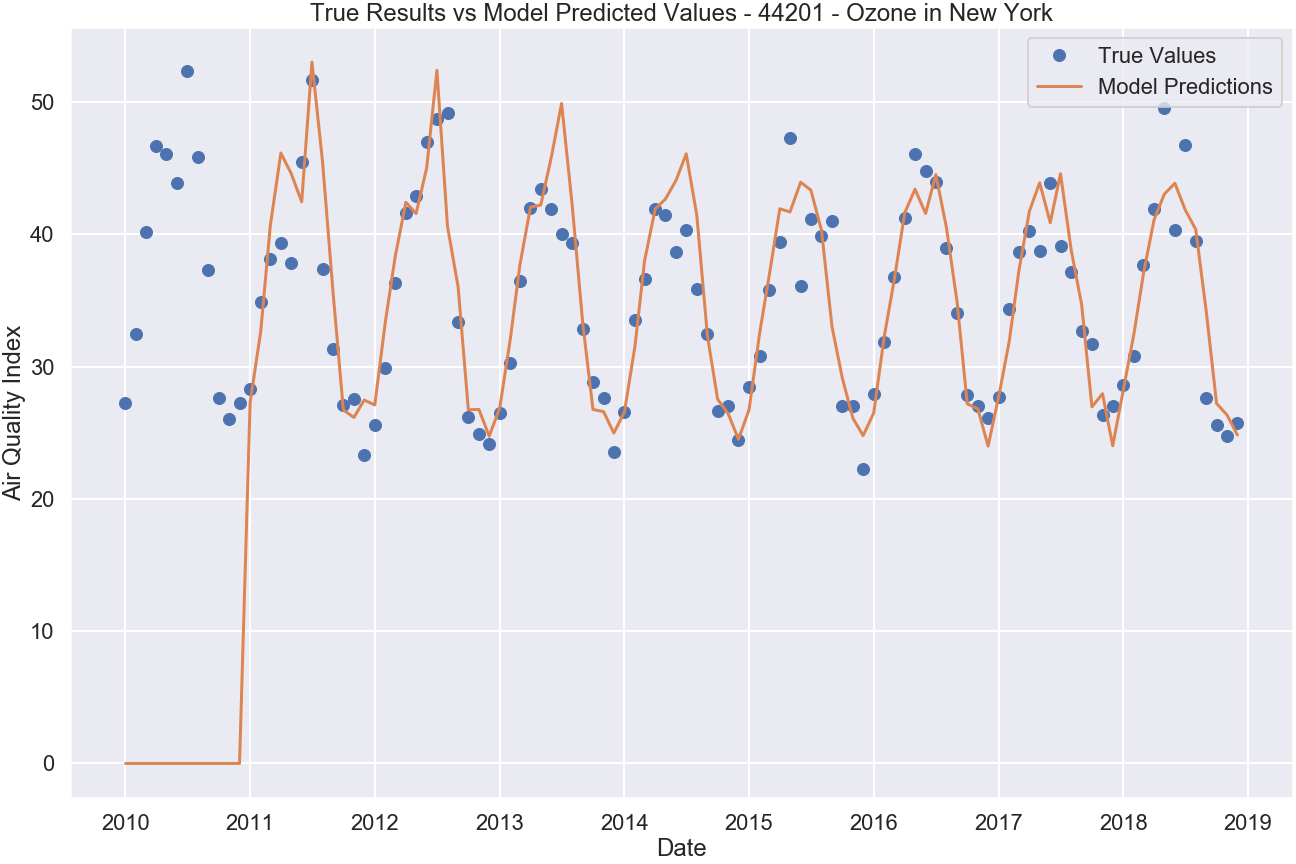 True Results vs Model Predicted Values - 44201 - Ozone in New York
True Values
Model Predictions
50
40
30
20
10
0
Air Quality Index
2010 2011 2012 2013 2014 2015 2016 2017 2018 2019
Date